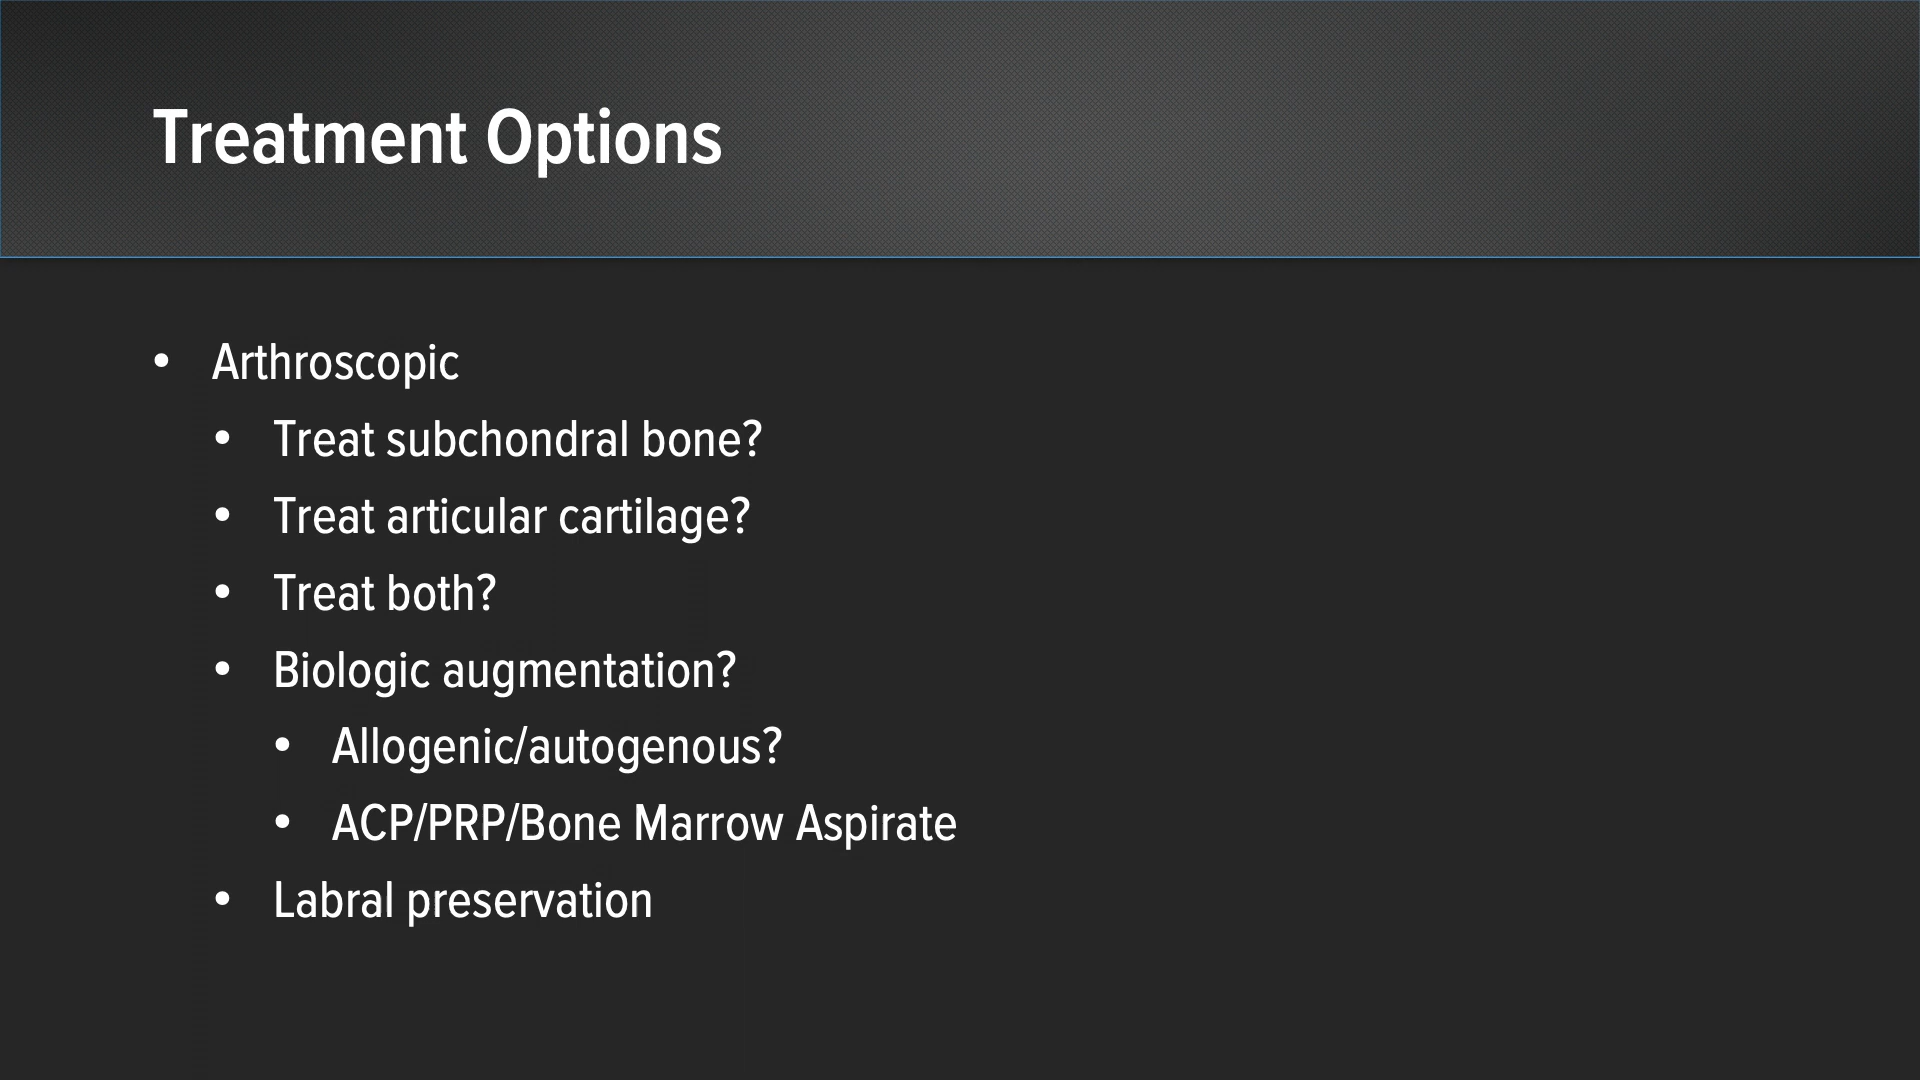 Treatment Options
• Arthroscopic
• Treat subchondral bone?
• Treat articular cartilage?
• Treat both?
• Biologic augmentation?
• Allogenic/autogenous?
• ACP/PRP/Bone Marrow Aspirate
• Labral preservation